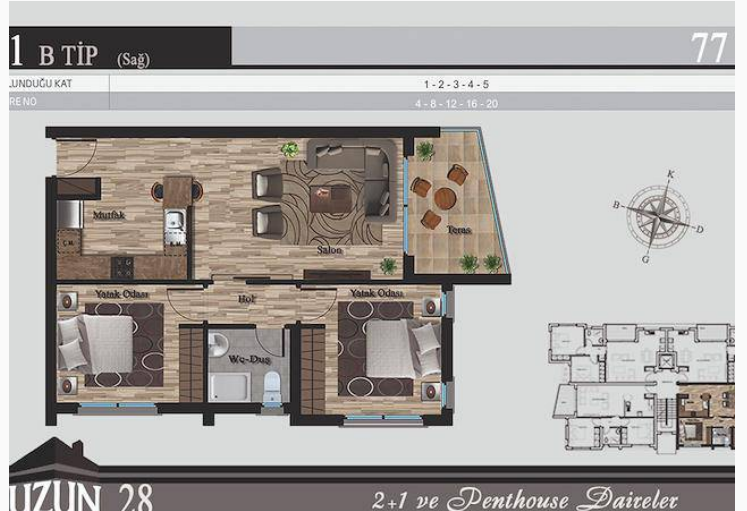 1 B TİP (Sağ) 77
LUNDUĞU KAT 1 - 2 - 3 - 4 - 5
RE NO 4 - 8 - 12 - 16 - 20
Mutfak
Ç.M.
B.M.
Salon
Teras
Yatak Odası
Hol
Yatak Odası
Wc-Duş
K
B
D
G
UZUN 28
2+1 ve Penthouse Daireler